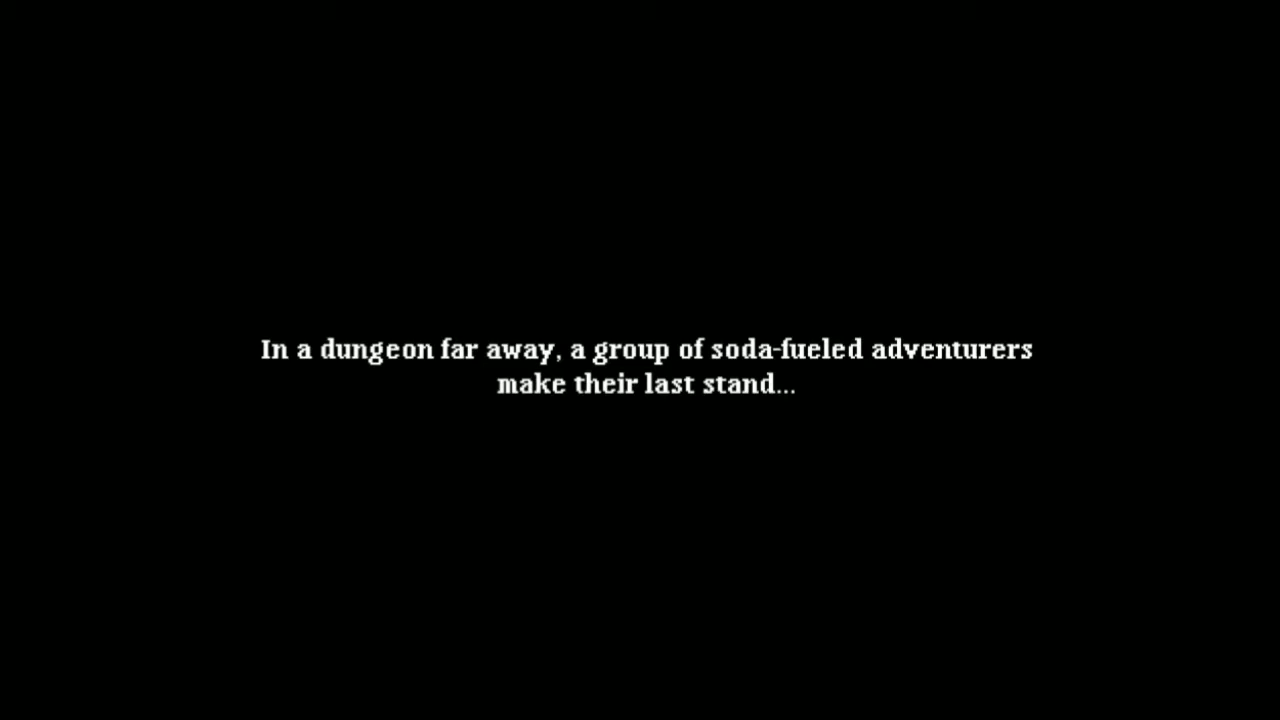 In a dungeon far away, a group of soda-fueled adventurers
make their last stand...